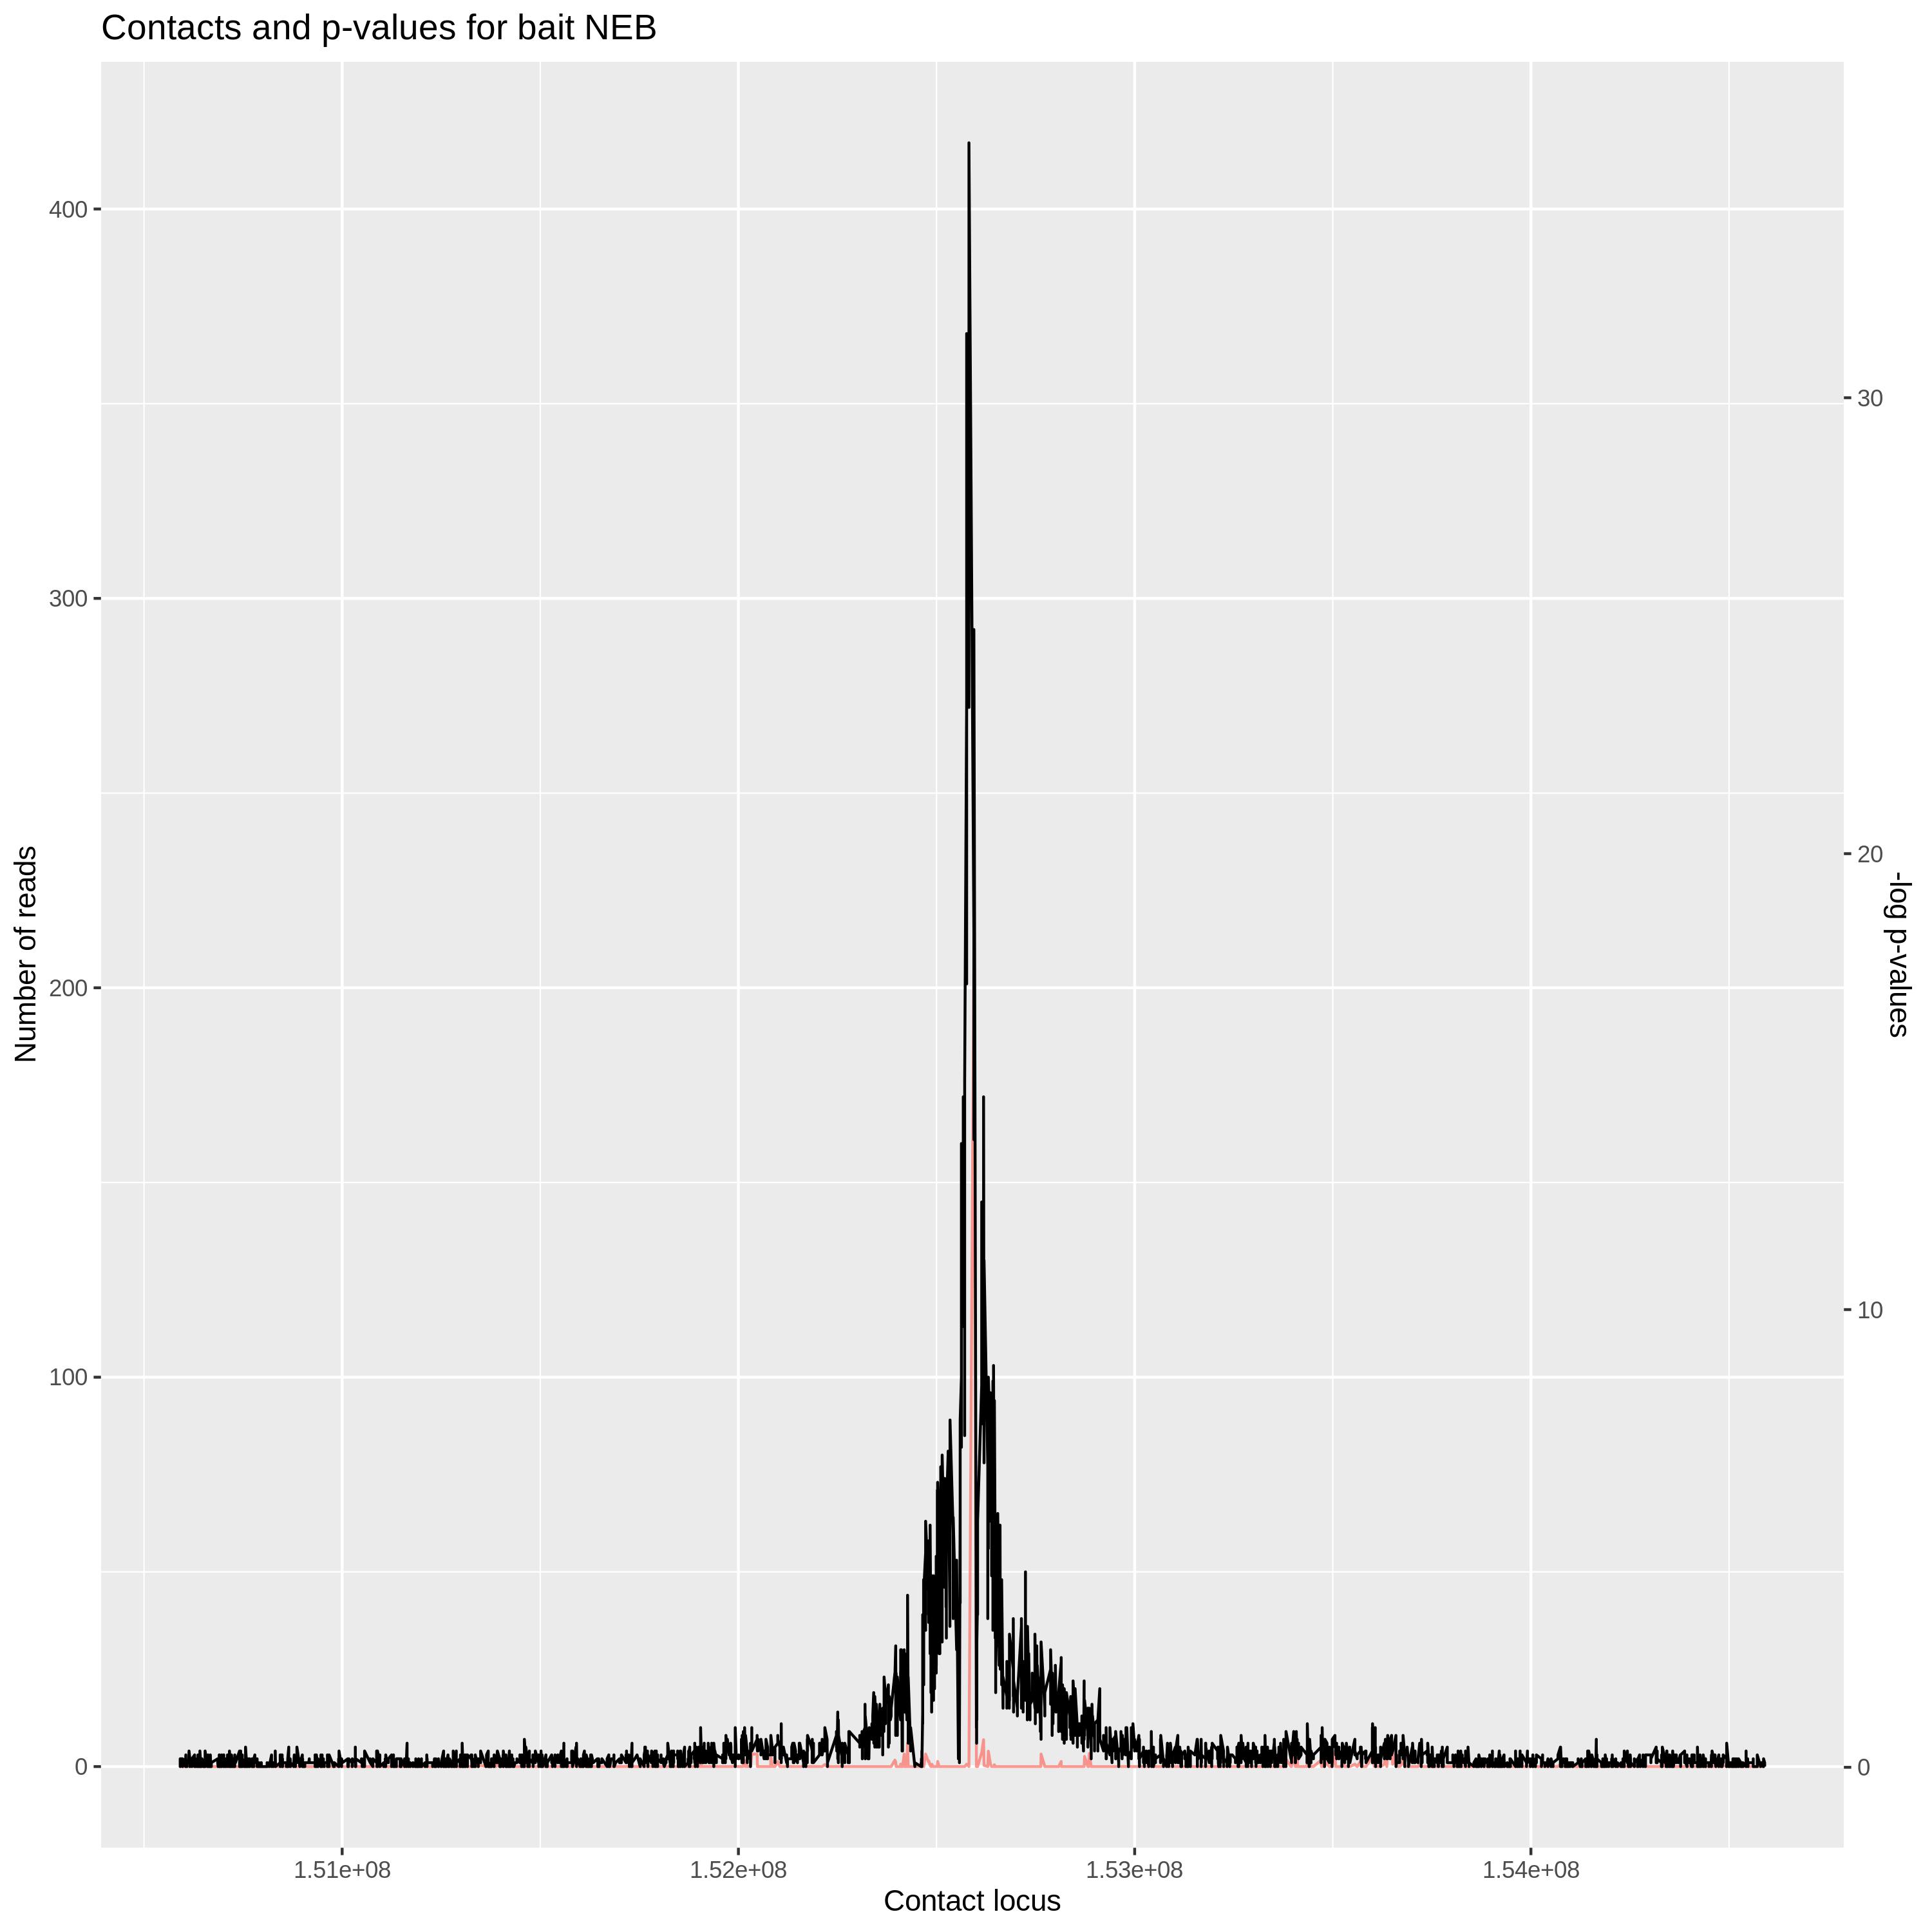 Contacts and p-values for bait NEB
400
300
200
100
0
Number of reads
30
20
10
0
-log p-values
1.51e+08
1.52e+08
1.53e+08
1.54e+08
Contact locus